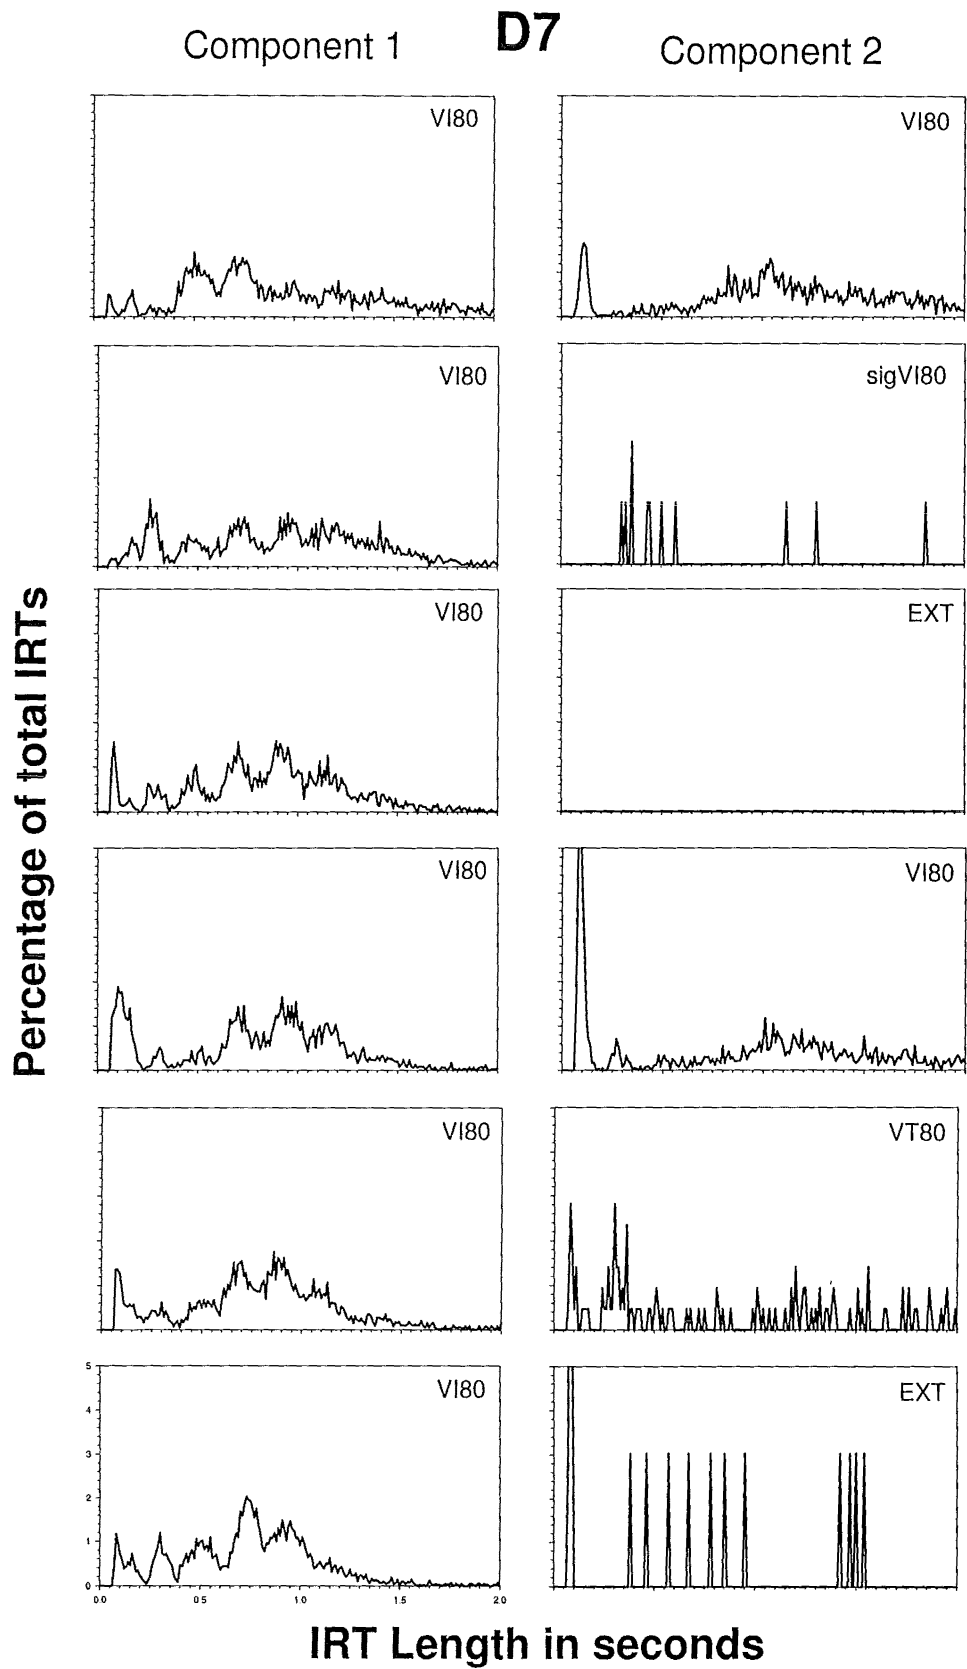 D7
Component 1
Component 2
VI80
VI80
VI80
sigVI80
VI80
EXT
VI80
VI80
VI80
VT80
VI80
EXT
5
4
3
2
1
0
0.0 0.5 1.0 1.5 2.0
Percentage of total IRTs
IRT Length in seconds